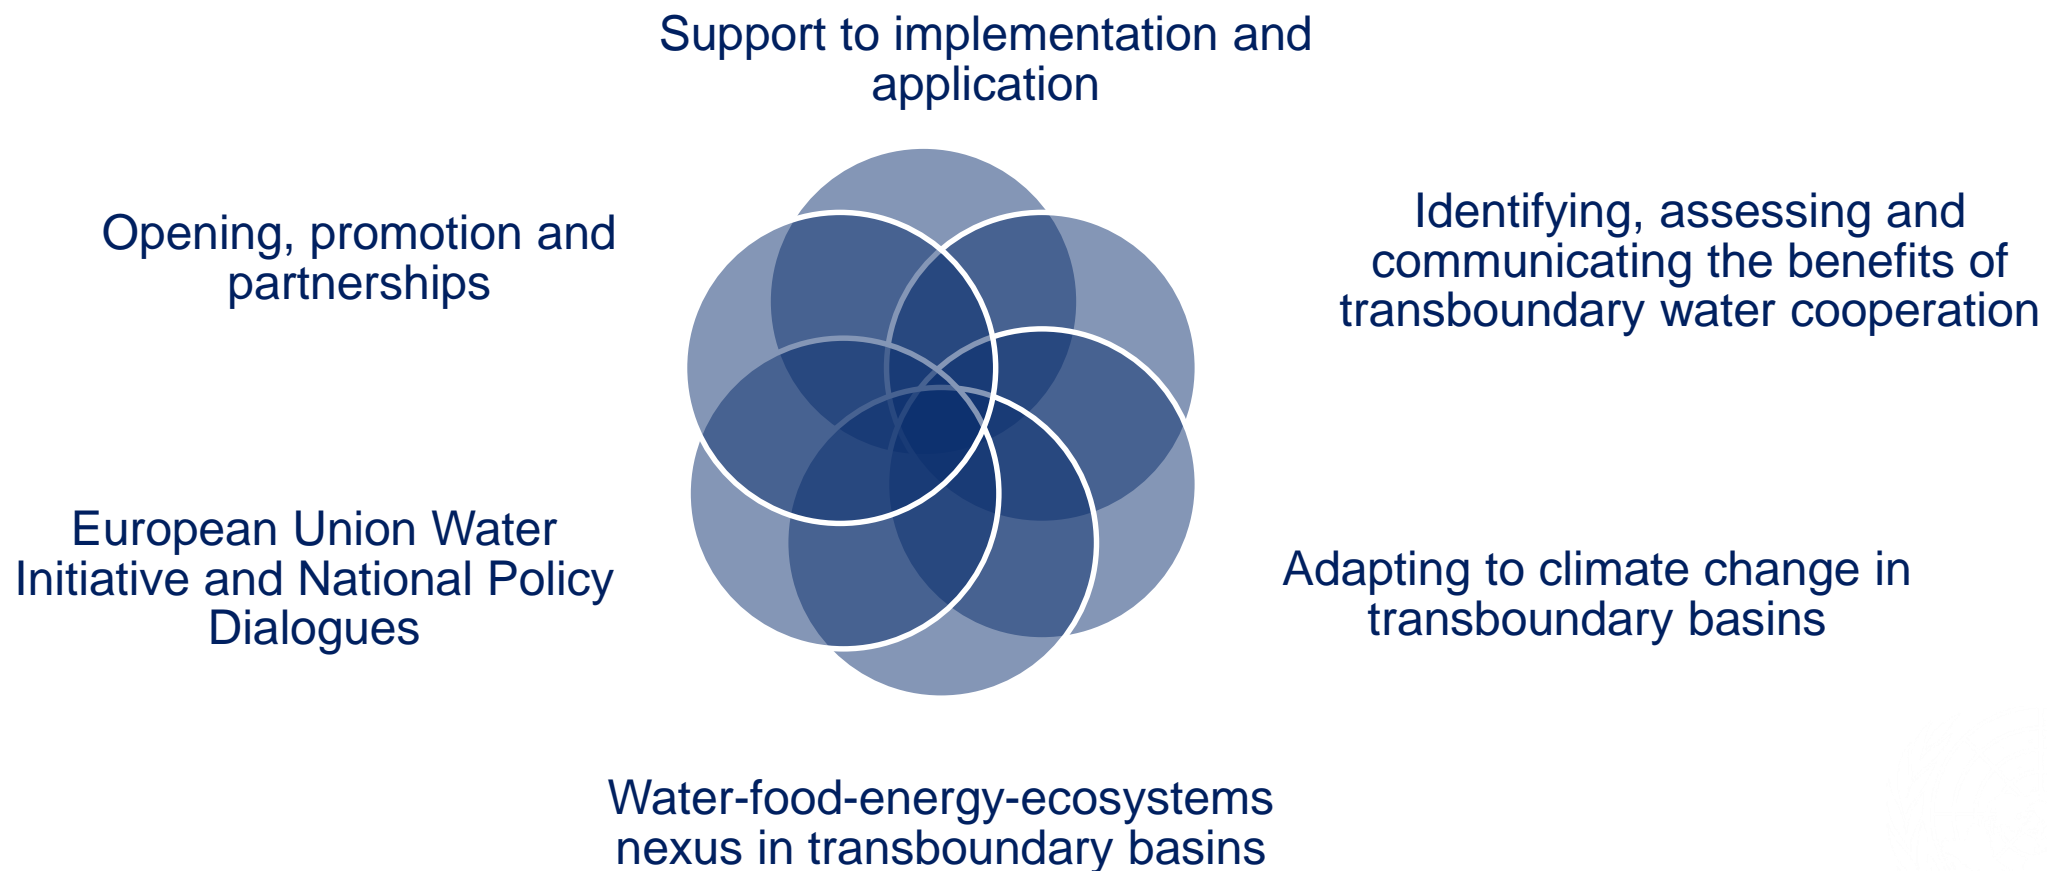 Support to implementation and
application
Opening, promotion and
partnerships
Identifying, assessing and
communicating the benefits of
transboundary water cooperation
European Union Water
Initiative and National Policy
Dialogues
Adapting to climate change in
transboundary basins
Water-food-energy-ecosystems
nexus in transboundary basins